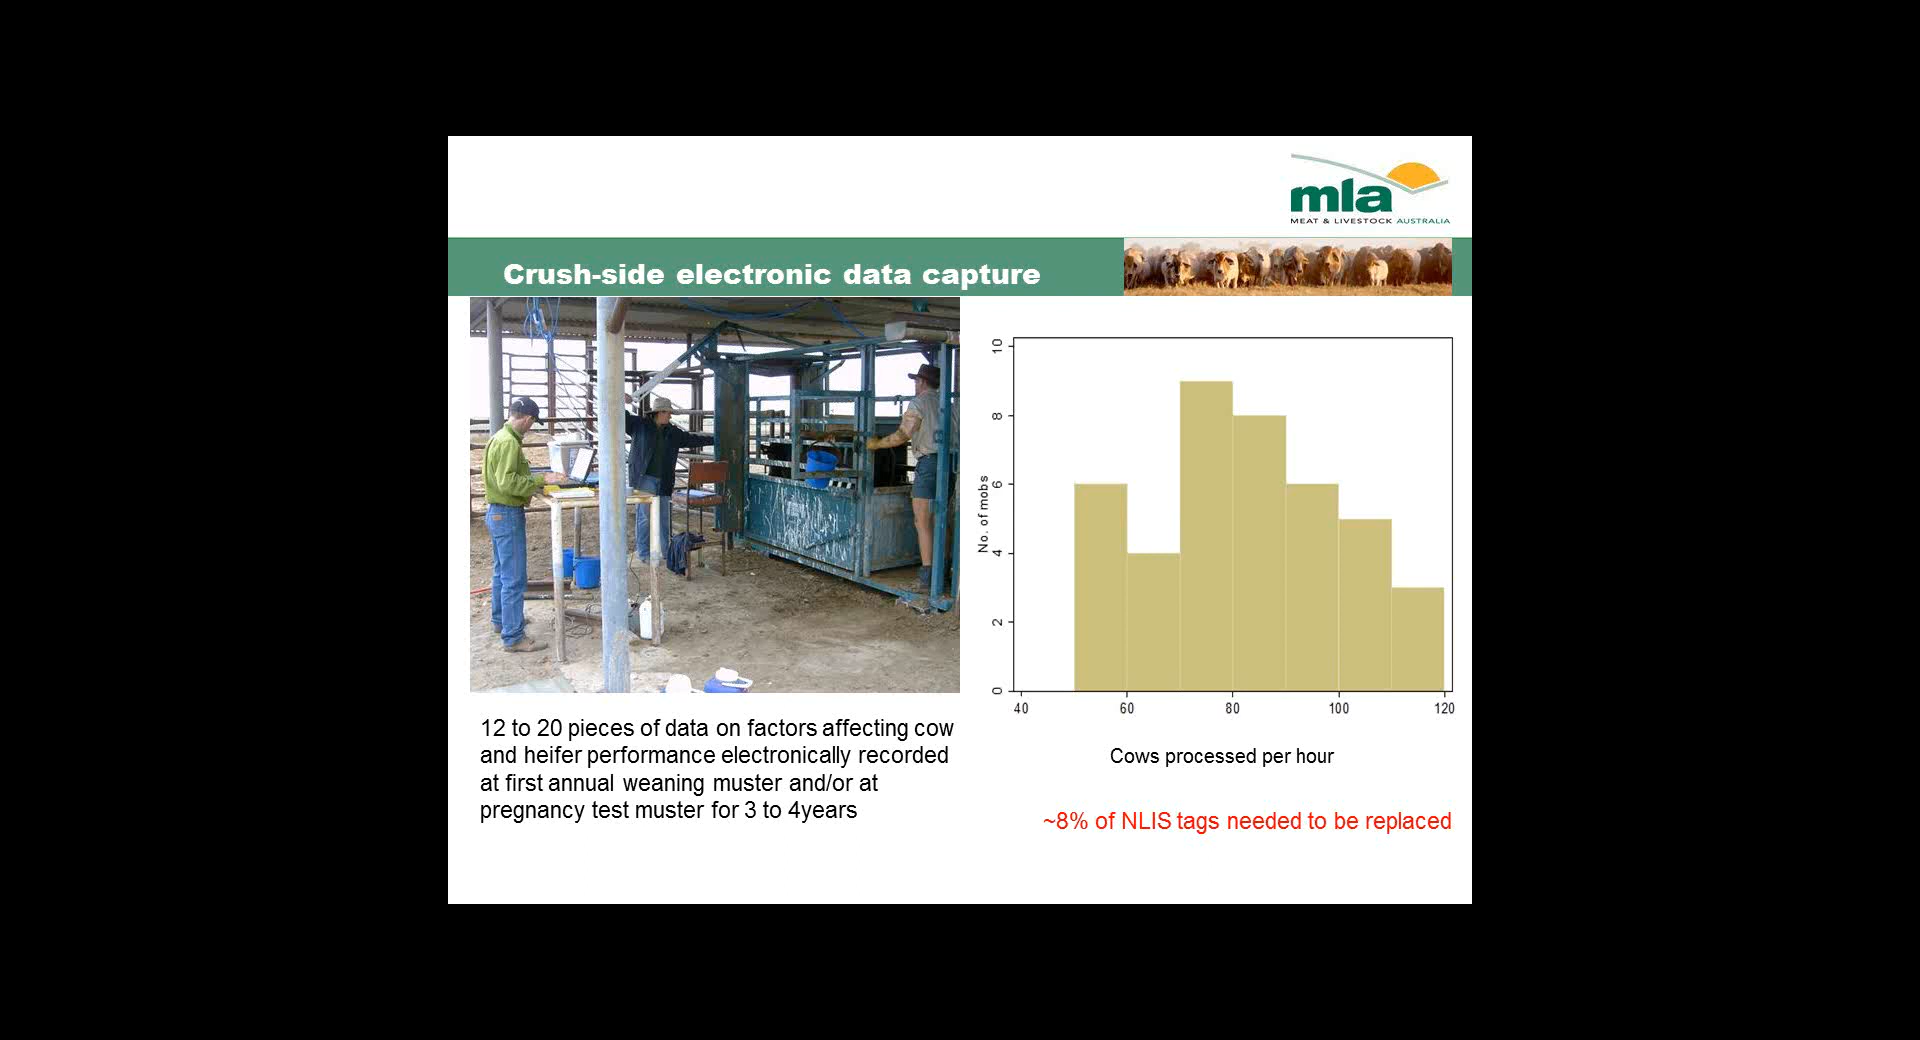 mla
MEAT & LIVESTOCK AUSTRALIA
Crush-side electronic data capture
10
8
6
4
2
0
No. of mobs
40 60 80 100 120
Cows processed per hour
12 to 20 pieces of data on factors affecting cow
and heifer performance electronically recorded
at first annual weaning muster and/or at
pregnancy test muster for 3 to 4years
~8% of NLIS tags needed to be replaced